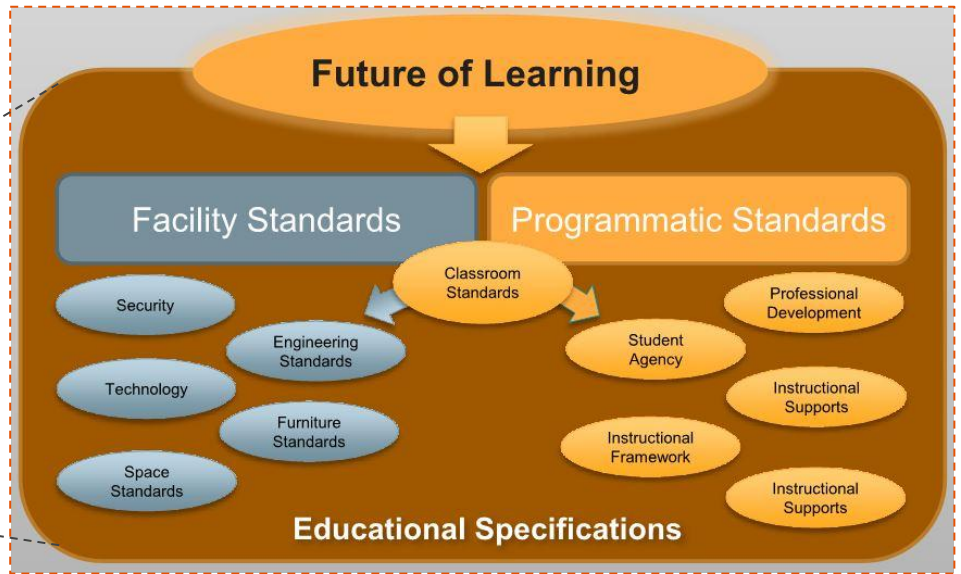 Future of Learning
Facility Standards
Programmatic Standards
Classroom
Standards
Security
Engineering
Standards
Technology
Furniture
Standards
Space
Standards
Professional
Development
Student
Agency
Instructional
Supports
Instructional
Framework
Instructional
Supports
Educational Specifications